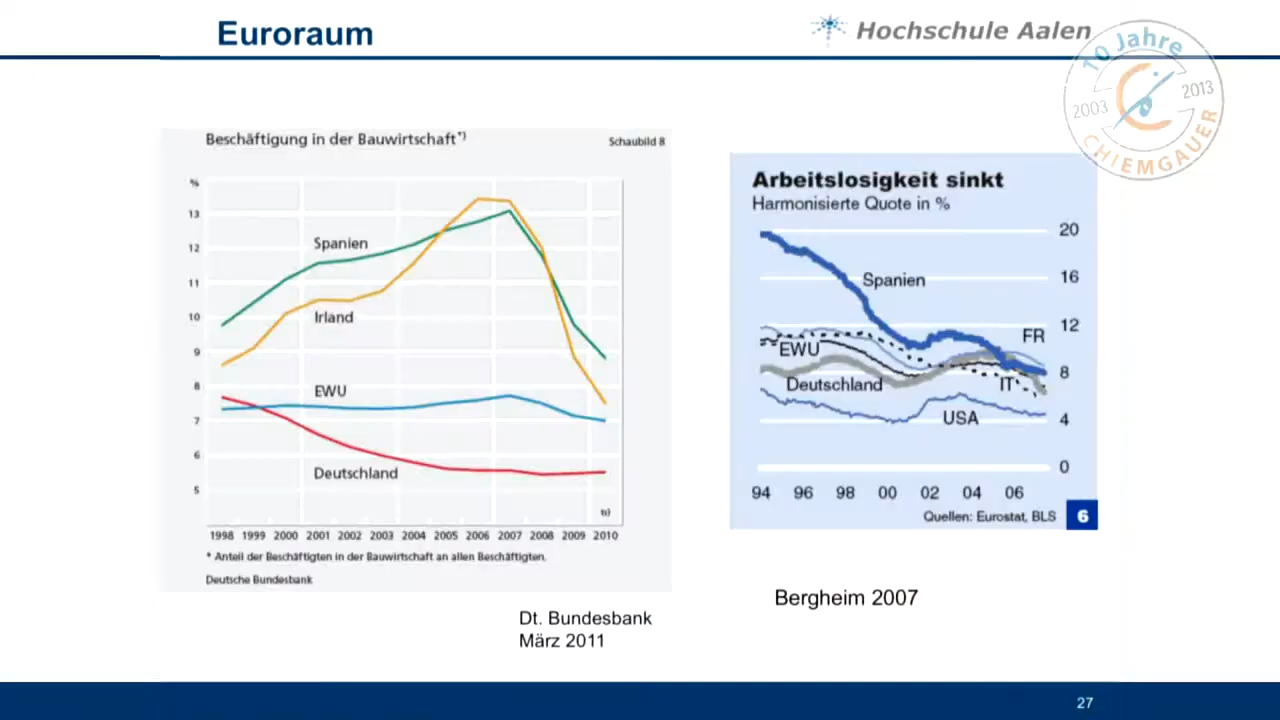 Euroraum
Hochschule Aalen
10 Jahre
2003
2013
CHIEMGAUER
Beschäftigung in der Bauwirtschaft*)
Schaubild 8
%
13
12
11
10
9
8
7
6
5
Spanien
Irland
EWU
Deutschland
1998 1999 2000 2001 2002 2003 2004 2005 2006 2007 2008 2009 2010
* Anteil der Beschäftigten in der Bauwirtschaft an allen Beschäftigten.
Deutsche Bundesbank
Dt. Bundesbank
März 2011
Arbeitslosigkeit sinkt
Harmonisierte Quote in %
20
16
12
8
4
0
Spanien
FR
EWU
Deutschland
IT
USA
94 96 98 00 02 04 06
Quellen: Eurostat, BLS
6
Bergheim 2007
27